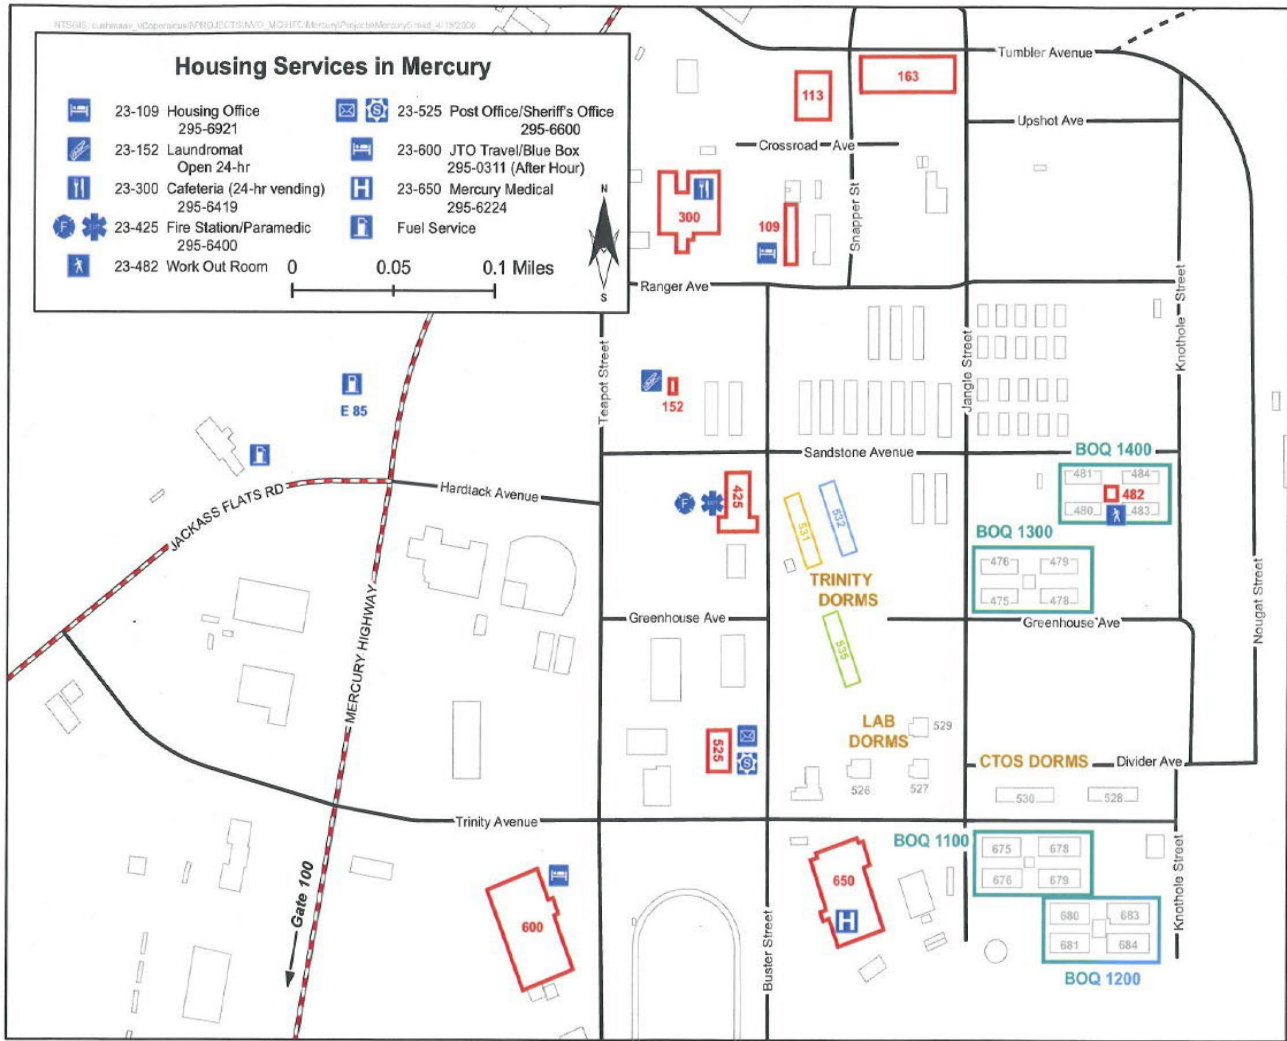 Housing Services in Mercury
23-109 Housing Office
295-6921
23-152 Laundromat
Open 24-hr
23-300 Cafeteria (24-hr vending)
295-6419
23-425 Fire Station/Paramedic
295-6400
23-482 Work Out Room
23-525 Post Office/Sheriff's Office
295-6600
23-600 JTO Travel/Blue Box
295-0311 (After Hour)
23-650 Mercury Medical
295-6224
Fuel Service
0 0.05 0.1 Miles
N
S
Tumbler Avenue
163
113
Upshot Ave
Crossroad Ave
Snapper St
300
109
Ranger Ave
Knothole Street
Teapot Street
Jangle Street
E 85
152
Sandstone Avenue
BOQ 1400
481 484
482
480 483
JACKASS FLATS RD
Hardtack Avenue
F
425
531
532
BOQ 1300
476 479
475 478
TRINITY
DORMS
Greenhouse Ave
Greenhouse Ave
Nougat Street
MERCURY HIGHWAY
535
LAB
DORMS
529
525
S
526
527
CTOS DORMS
Divider Ave
530
528
Trinity Avenue
BOQ 1100
675 678
676 679
Gate 100
600
650
H
Buster Street
Knothole Street
680 683
681 684
BOQ 1200